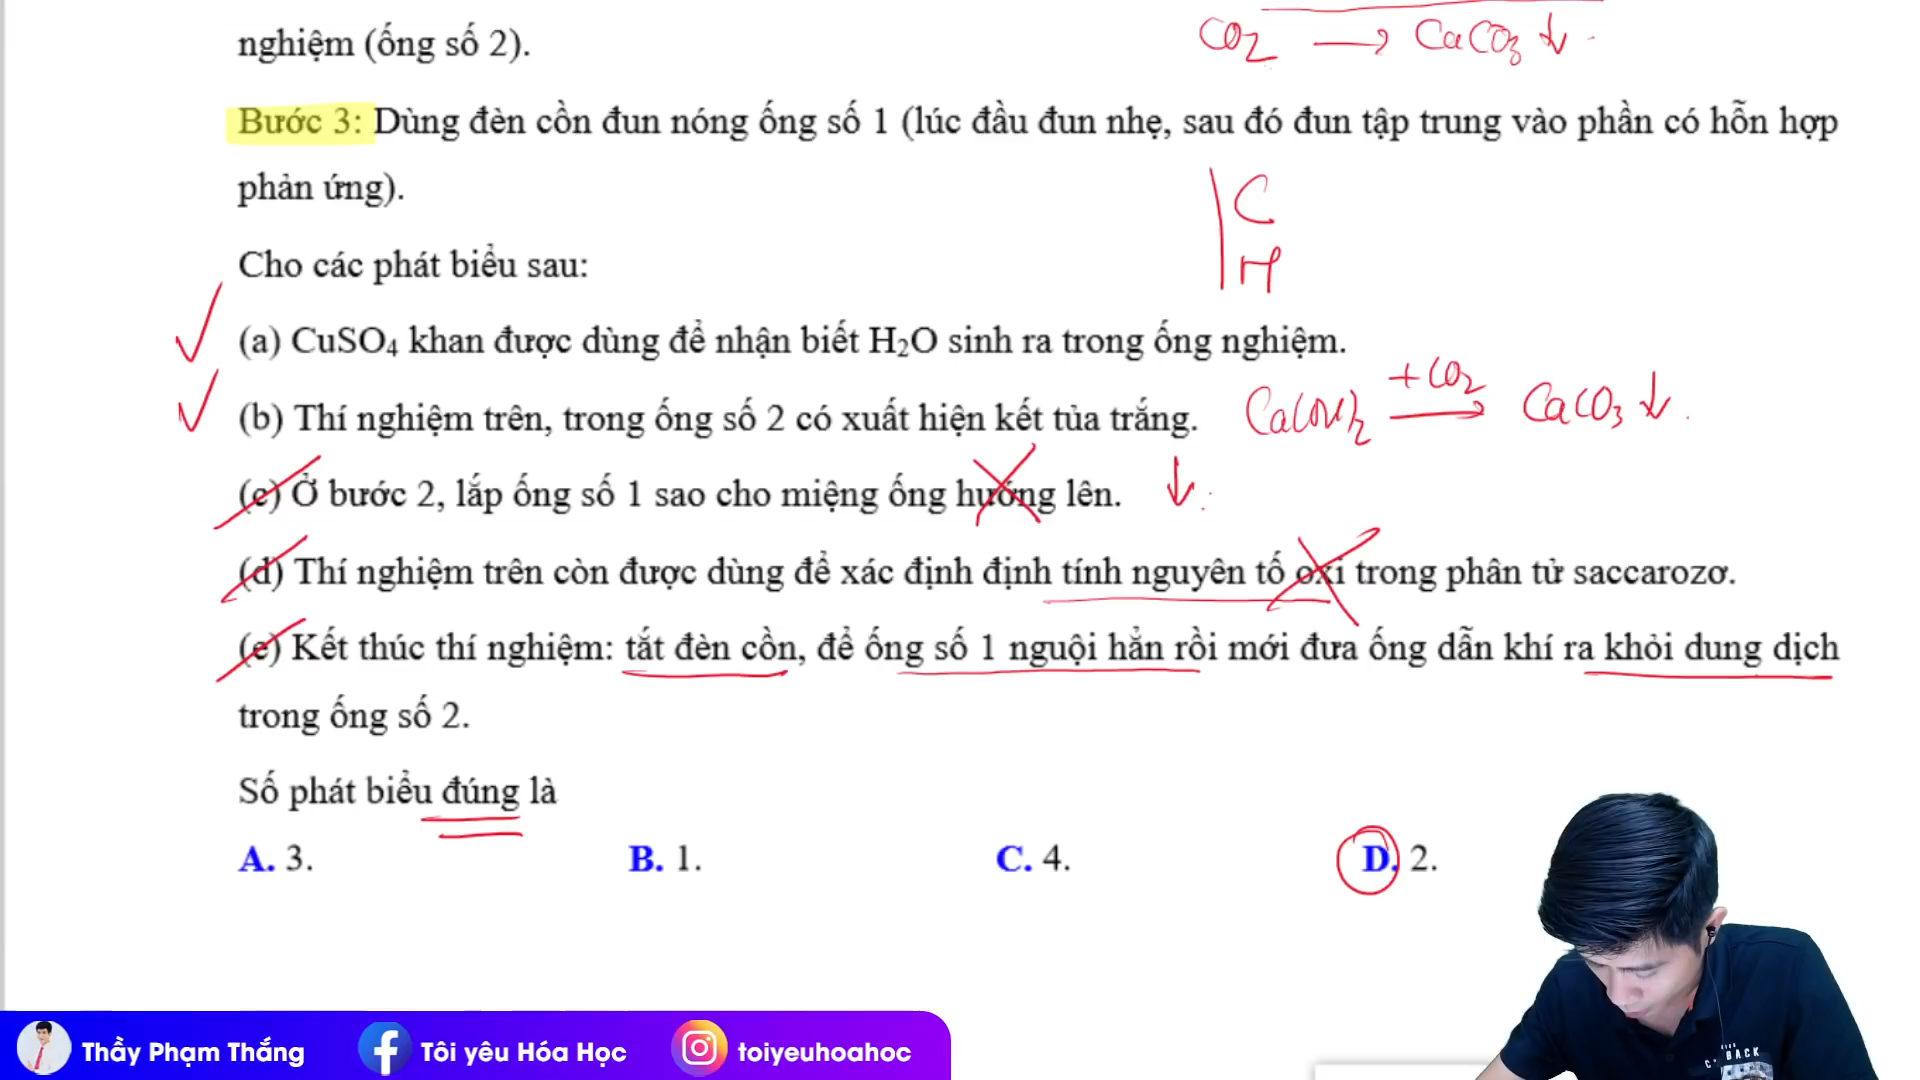 CO2 → CaCO3 ↓
nghiệm (ống số 2).
Bước 3: Dùng đèn cồn đun nóng ống số 1 (lúc đầu đun nhẹ, sau đó đun tập trung vào phần có hỗn hợp
phản ứng).
C
H
Cho các phát biểu sau:
(a) CuSO4 khan được dùng để nhận biết H2O sinh ra trong ống nghiệm.
(b) Thí nghiệm trên, trong ống số 2 có xuất hiện kết tủa trắng. Ca(OH)2 +CO2 → CaCO3 ↓
(c) Ở bước 2, lắp ống số 1 sao cho miệng ống hướng lên. ↓
(d) Thí nghiệm trên còn được dùng để xác định định tính nguyên tố oxi trong phân tử saccarozơ.
(e) Kết thúc thí nghiệm: tắt đèn cồn, để ống số 1 nguội hẳn rồi mới đưa ống dẫn khí ra khỏi dung dịch
trong ống số 2.
Số phát biểu đúng là
A. 3. B. 1. C. 4. D. 2.
BACK
Thầy Phạm Thắng Tôi yêu Hóa Học toiyeuhoahoc